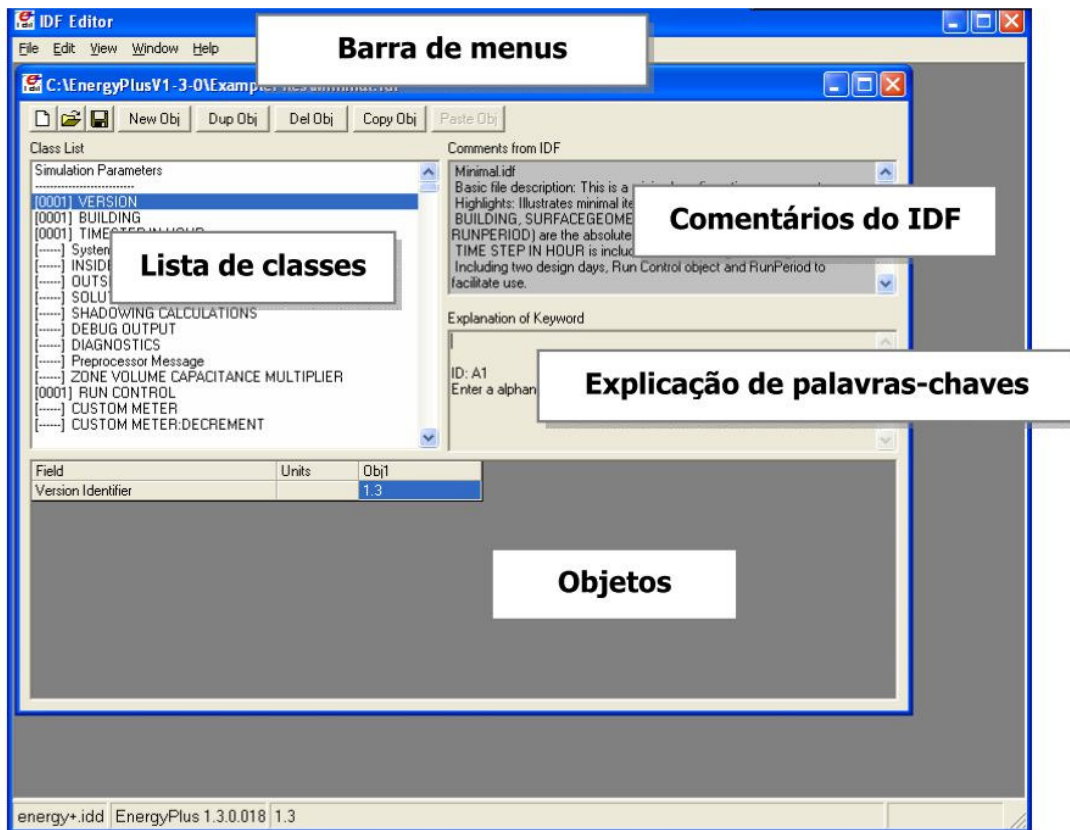 IDF Editor
File Edit View Window Help
Barra de menus
C:\EnergyPlusV1-3-0\Example
New Obj Dup Obj Del Obj Copy Obj Paste Obj
Class List
Comments from IDF
Simulation Parameters
[0001] VERSION
[0001] BUILDING
[0001] TIMESTEP IN HOUR
[------] System
[------] INSID
[------] OUTS
[------] SOLUT
[------] SHADOWING CALCULATIONS
[------] DEBUG OUTPUT
[------] DIAGNOSTICS
[------] Preprocessor Message
[------] ZONE VOLUME CAPACITANCE MULTIPLIER
[0001] RUN CONTROL
[------] CUSTOM METER
[------] CUSTOM METER:DECREMENT
Lista de classes
Minimal.idf
Basic file description: This is a
Highlights: Illustrates minimal ite
BUILDING, SURFACEGEOME
RUNPERIOD) are the absolute
TIME STEP IN HOUR is includ
Including two design days, Run Control object and RunPeriod to
facilitate use.
Comentários do IDF
Explanation of Keyword
ID: A1
Enter a alphan
Explicação de palavras-chaves
Field Units Obj1
Version Identifier 1.3
Objetos
energy+.idd EnergyPlus 1.3.0.018 1.3